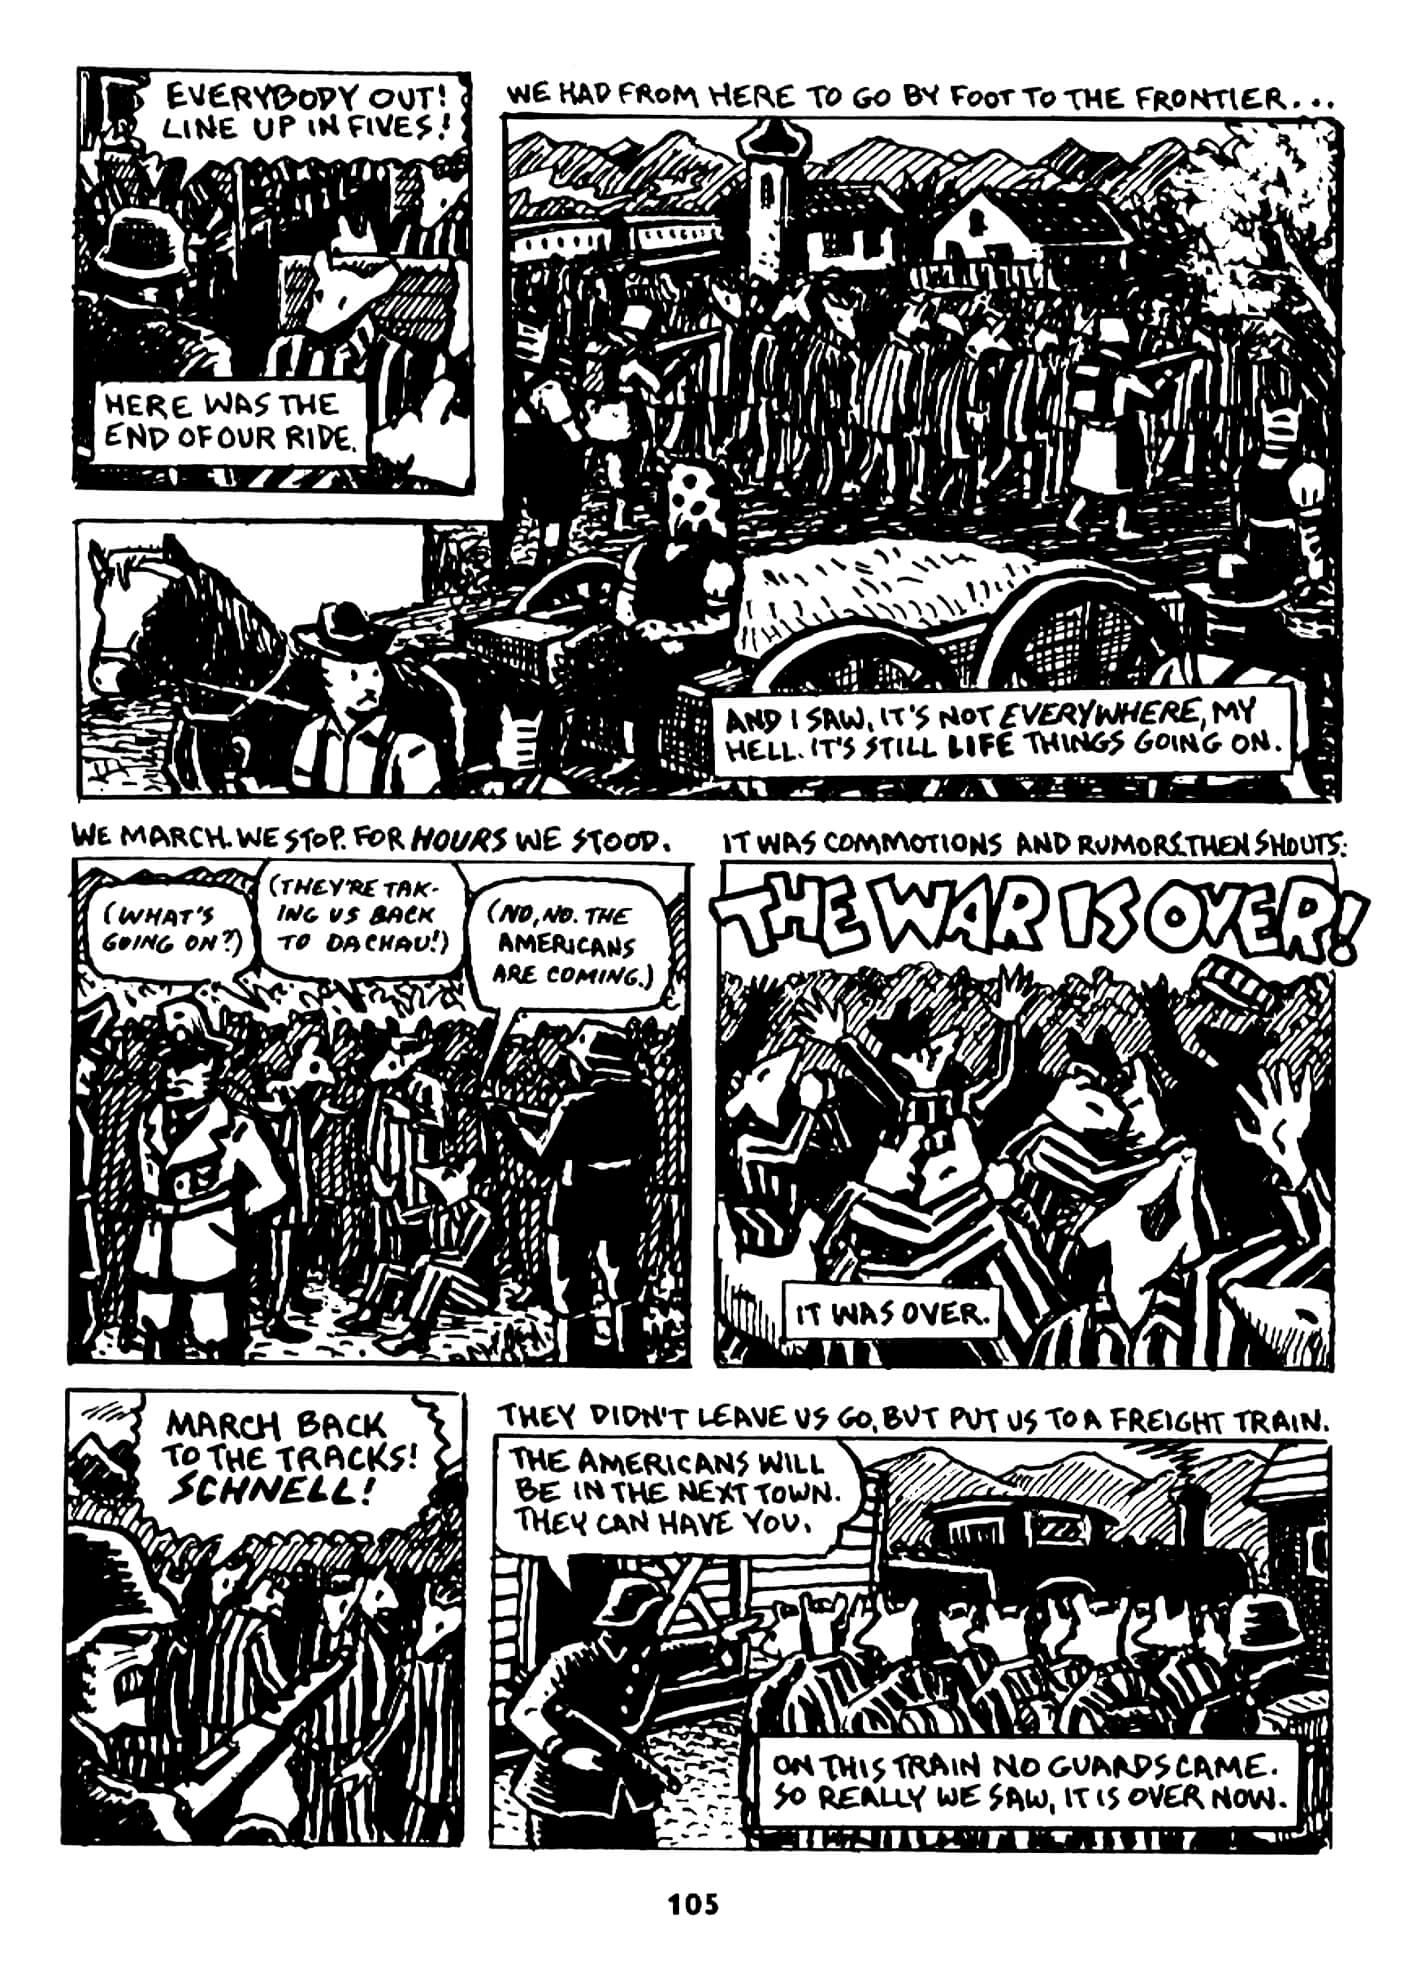 EVERYBODY OUT!
LINE UP IN FIVES!
HERE WAS THE
END OF OUR RIDE.
WE HAD FROM HERE TO GO BY FOOT TO THE FRONTIER...
AND I SAW, IT'S NOT EVERYWHERE, MY
HELL. IT'S STILL LIFE THINGS GOING ON.
WE MARCH. WE STOP. FOR HOURS WE STOOD.
(WHAT'S
GOING ON?)
(THEY'RE TAK-
ING US BACK
TO DACHAU!)
(NO, NO. THE
AMERICANS
ARE COMING.)
IT WAS COMMOTIONS AND RUMORS. THEN SHOUTS:
THE WAR IS OVER!
IT WAS OVER.
MARCH BACK
TO THE TRACKS!
SCHNELL!
THEY DIDN'T LEAVE US GO, BUT PUT US TO A FREIGHT TRAIN.
THE AMERICANS WILL
BE IN THE NEXT TOWN.
THEY CAN HAVE YOU.
ON THIS TRAIN NO GUARDS CAME.
SO REALLY WE SAW, IT IS OVER NOW.
105